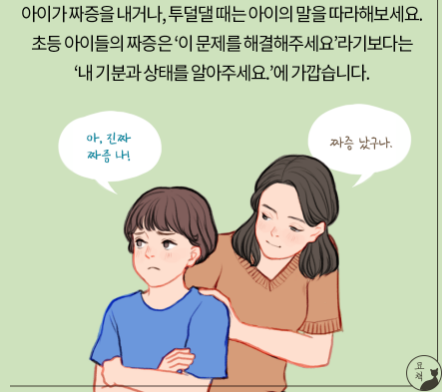 아이가 짜증을 내거나, 투덜댈 때는 아이의 말을 따라해보세요.
초등 아이들의 짜증은 ‘이 문제를 해결해주세요’라기보다는
‘내 기분과 상태를 알아주세요.’에 가깝습니다.
아, 진짜
짜증 나!
짜증 났구나.